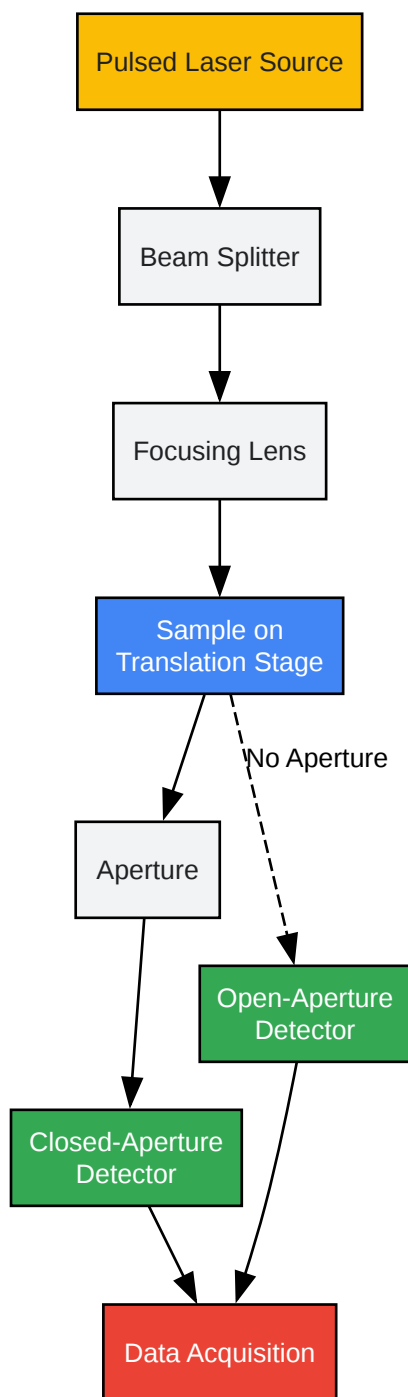 Pulsed Laser Source
Beam Splitter
Focusing Lens
Sample on
Translation Stage
No Aperture
Aperture
Open-Aperture
Detector
Closed-Aperture
Detector
Data Acquisition